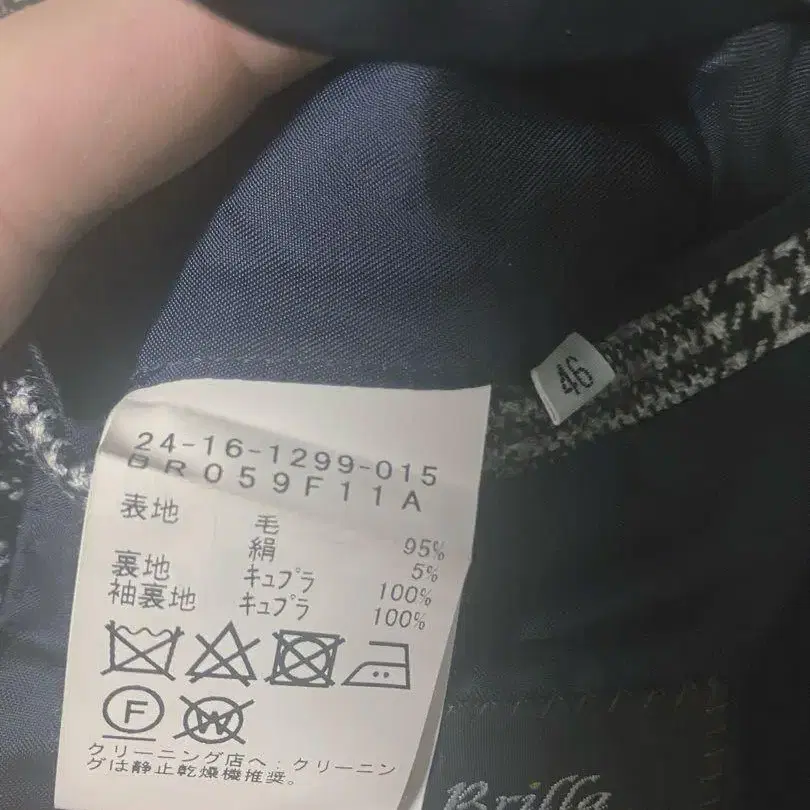 46
24-16-1299-015
BR059F11A
表地 毛 95%
絹 5%
裏地 キュプラ 100%
袖裏地 キュプラ 100%
F
W
クリーニング店へ:クリーニン
グは静止乾燥機推奨。
Brilla